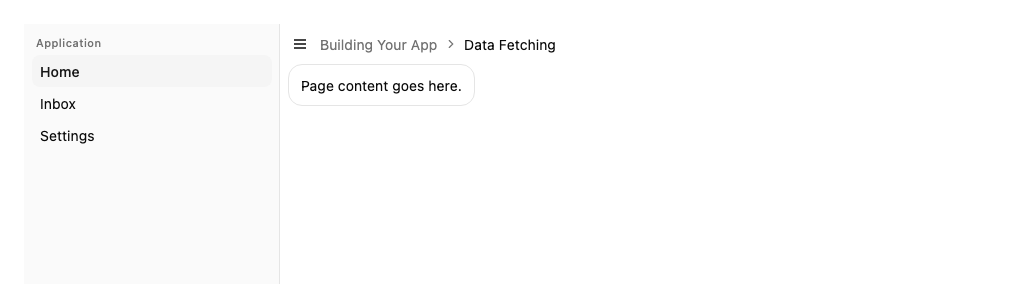 Application
Home
Inbox
Settings
Building Your App > Data Fetching
Page content goes here.